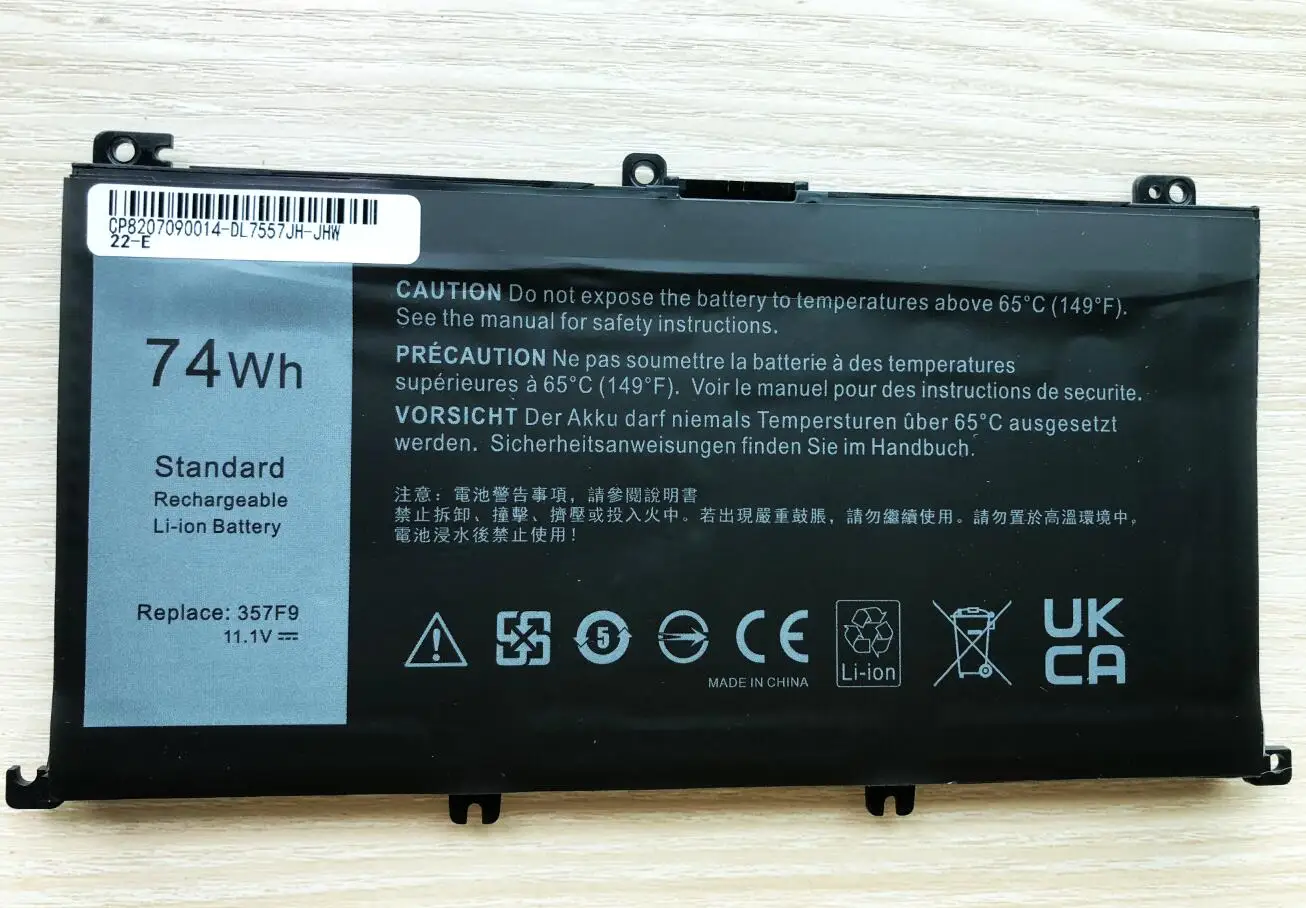 CP8207090014-DL7557JH-JHW
22-E
74Wh
Standard
Rechargeable
Li-ion Battery
Replace: 357F9
11.1V
CAUTION Do not expose the battery to temperatures above 65°C (149°F).
See the manual for safety instructions.
PRÉCAUTION Ne pas soumettre la batterie à des temperatures
supérieures à 65°C (149°F). Voir le manuel pour des instructions de securite.
VORSICHT Der Akku darf niemals Tempersturen ûber 65°C ausgesetzt
werden. Sicherheitsanweisungen finden Sie im Handbuch.
注意：電池警告事項，請參閱說明書
禁止拆卸、撞擊、擠壓或投入火中。若出現嚴重鼓脹，請勿繼續使用。請勿置於高溫環境中。
電池浸水後禁止使用！
5
CE
MADE IN CHINA
Li-ion
UK
CA